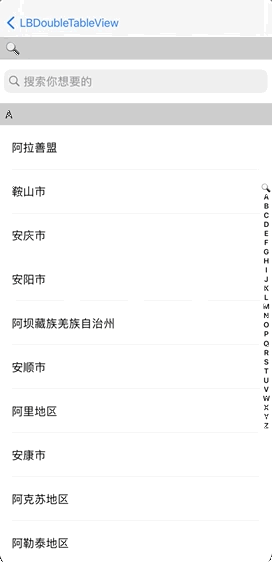 LBDoubleTableView
搜索你想要的
A
阿拉善盟
鞍山市
安庆市
安阳市
阿坝藏族羌族自治州
安顺市
阿里地区
安康市
阿克苏地区
阿勒泰地区
A
B
C
D
E
F
G
H
I
J
K
L
M
N
O
P
Q
R
S
T
U
V
W
X
Y
Z